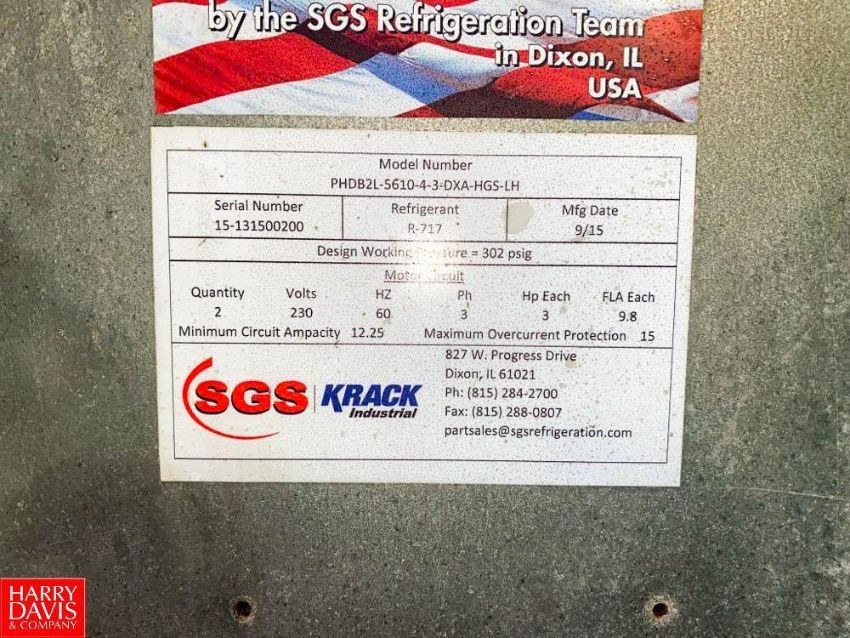 by the SGS Refrigeration Team
in Dixon, IL
USA
Model Number
PHDB2L-5610-4-3-DXA-HGS-LH
Serial Number Refrigerant Mfg Date
15-131500200 R-717 9/15
Design Working Pressure = 302 psig
Motor Circuit
Quantity Volts HZ Ph Hp Each FLA Each
2 230 60 3 3 9.8
Minimum Circuit Ampacity 12.25 Maximum Overcurrent Protection 15
SGS KRACK
Industrial
827 W. Progress Drive
Dixon, IL 61021
Ph: (815) 284-2700
Fax: (815) 288-0807
partsales@sgsrefrigeration.com
HARRY
DAVIS
& COMPANY